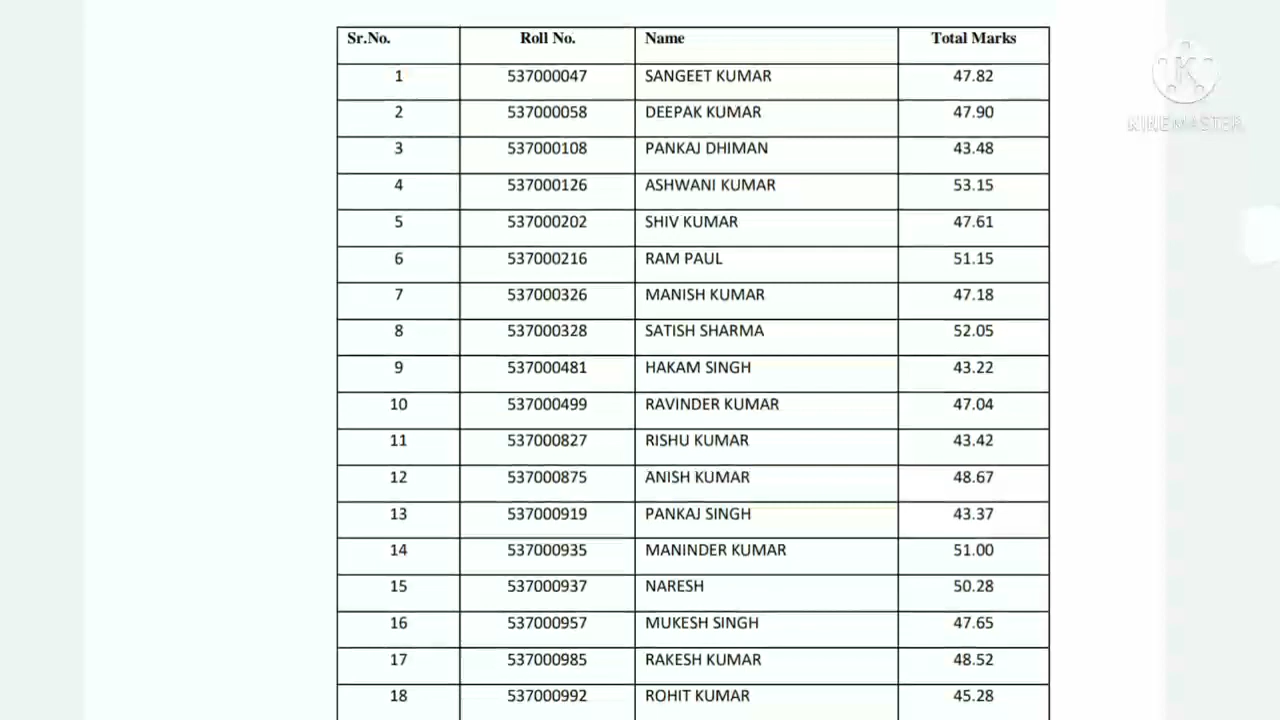 Sr.No. Roll No. Name Total Marks
1 537000047 SANGEET KUMAR 47.82
2 537000058 DEEPAK KUMAR 47.90
3 537000108 PANKAJ DHIMAN 43.48
4 537000126 ASHWANI KUMAR 53.15
5 537000202 SHIV KUMAR 47.61
6 537000216 RAM PAUL 51.15
7 537000326 MANISH KUMAR 47.18
8 537000328 SATISH SHARMA 52.05
9 537000481 HAKAM SINGH 43.22
10 537000499 RAVINDER KUMAR 47.04
11 537000827 RISHU KUMAR 43.42
12 537000875 ANISH KUMAR 48.67
13 537000919 PANKAJ SINGH 43.37
14 537000935 MANINDER KUMAR 51.00
15 537000937 NARESH 50.28
16 537000957 MUKESH SINGH 47.65
17 537000985 RAKESH KUMAR 48.52
18 537000992 ROHIT KUMAR 45.28
K
KINEMASTER